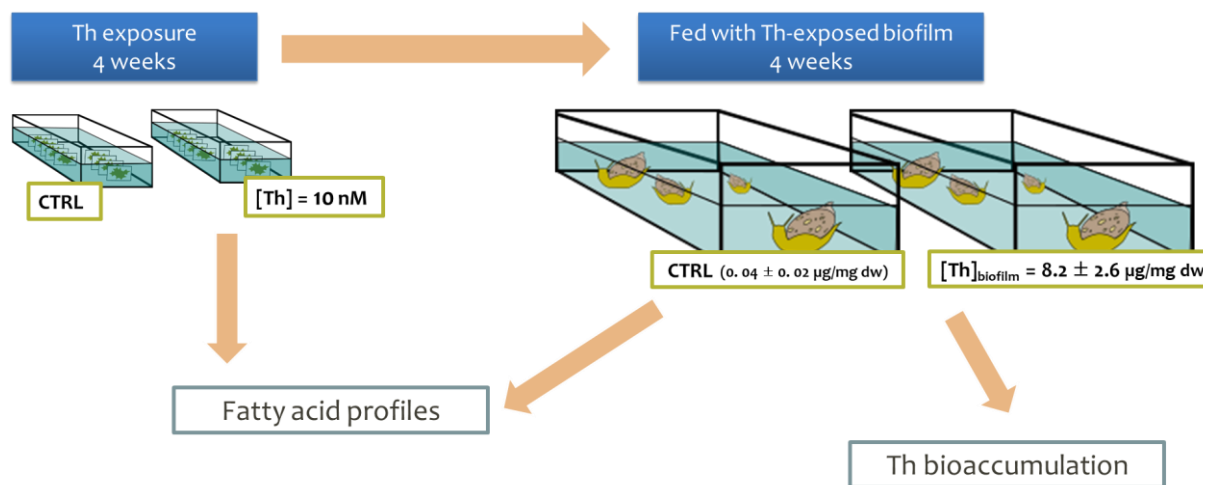 Th exposure
4 weeks
Fed with Th-exposed biofilm
4 weeks
CTRL
[Th] = 10 nM
CTRL (0. 04 ± 0. 02 µg/mg dw)
[Th]biofilm = 8.2 ± 2.6 µg/mg dw
Fatty acid profiles
Th bioaccumulation